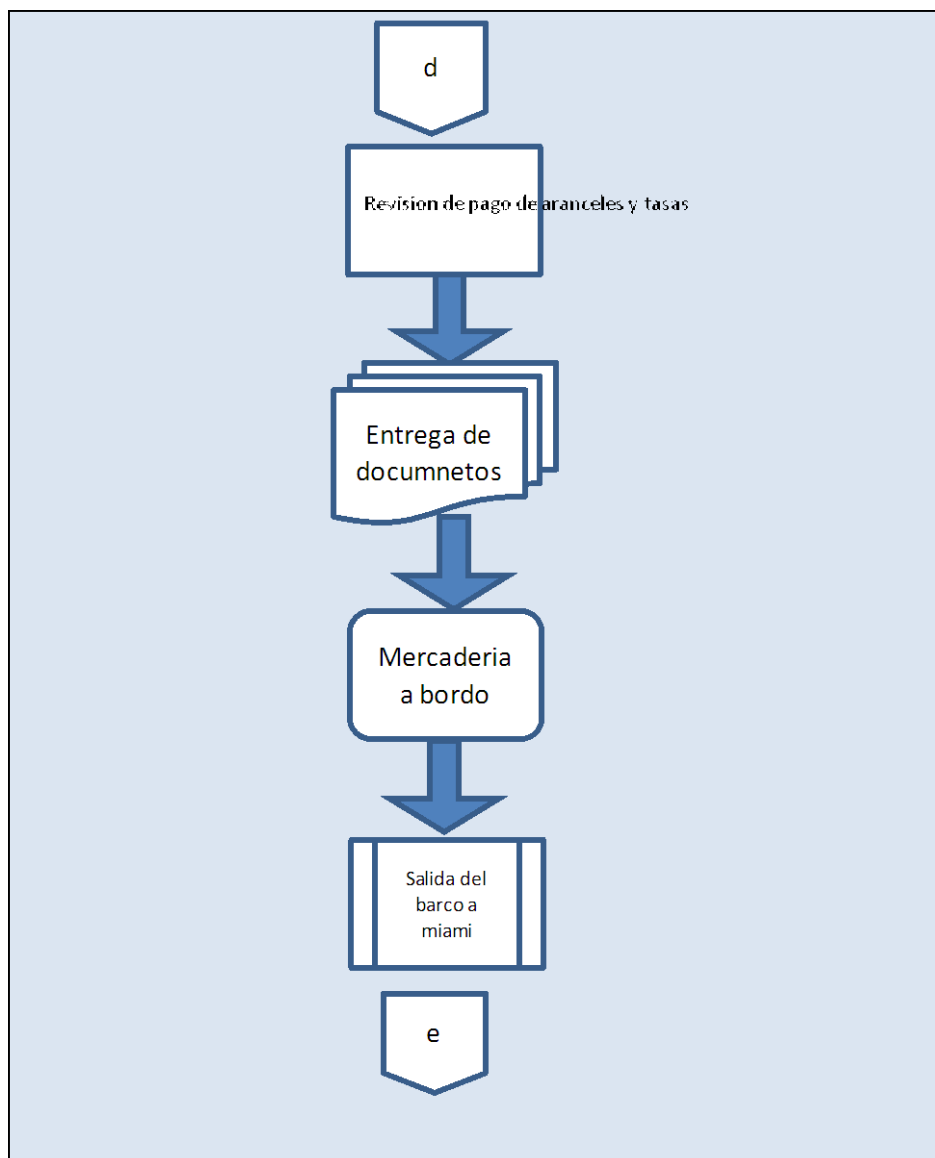 d
Revision de pago de aranceles y tasas
Entrega de
documnetos
Mercaderia
a bordo
Salida del
barco a
miami
e